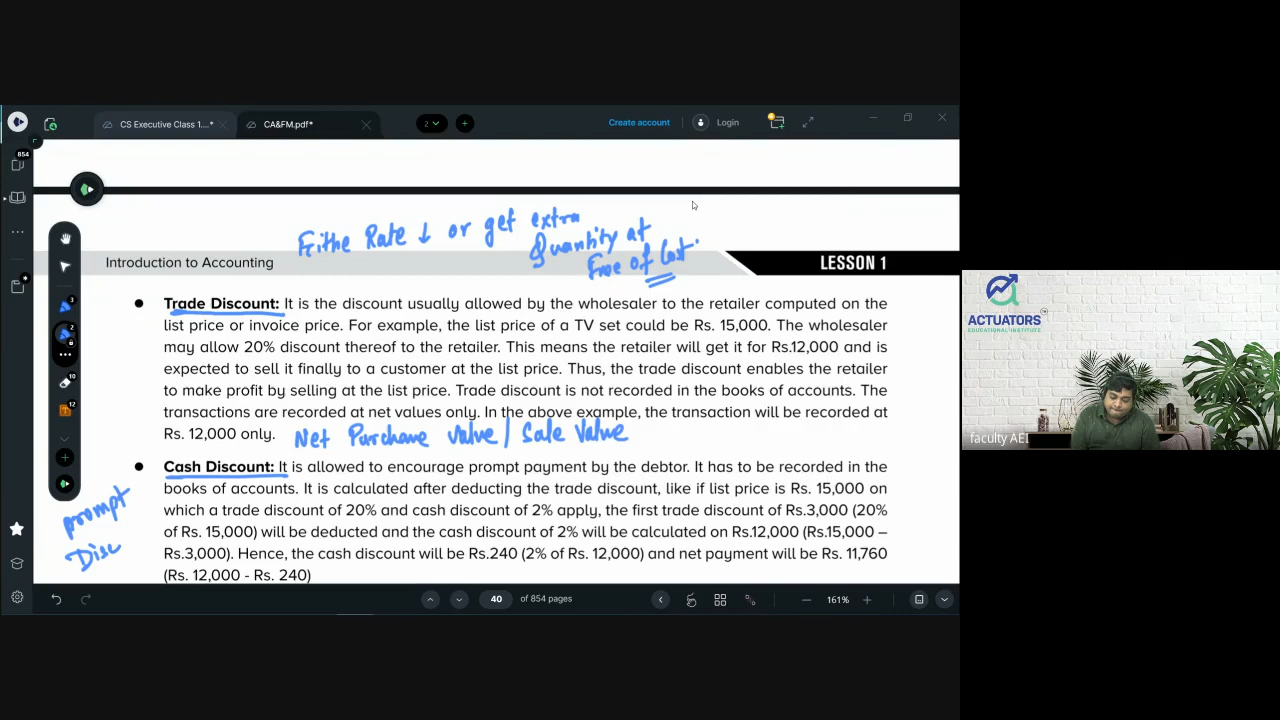 CS Executive Class 1....*
CA&FM.pdf*
2
Create account
Login
854
Eithe Rate ↓ or get extra
Quantity at
Free of Cost.
Introduction to Accounting
LESSON 1
● Trade Discount: It is the discount usually allowed by the wholesaler to the retailer computed on the
list price or invoice price. For example, the list price of a TV set could be Rs. 15,000. The wholesaler
may allow 20% discount thereof to the retailer. This means the retailer will get it for Rs.12,000 and is
expected to sell it finally to a customer at the list price. Thus, the trade discount enables the retailer
to make profit by selling at the list price. Trade discount is not recorded in the books of accounts. The
transactions are recorded at net values only. In the above example, the transaction will be recorded at
Rs. 12,000 only.
Net Purchase Value / Sale Value
● Cash Discount: It is allowed to encourage prompt payment by the debtor. It has to be recorded in the
books of accounts. It is calculated after deducting the trade discount, like if list price is Rs. 15,000 on
which a trade discount of 20% and cash discount of 2% apply, the first trade discount of Rs.3,000 (20%
of Rs. 15,000) will be deducted and the cash discount of 2% will be calculated on Rs.12,000 (Rs.15,000 –
Rs.3,000). Hence, the cash discount will be Rs.240 (2% of Rs. 12,000) and net payment will be Rs. 11,760
(Rs. 12,000 - Rs. 240)
prompt
Disc
3
2
10
12
40
of 854 pages
161%
ACTUATORS
EDUCATIONAL INSTITUTE
faculty AEI